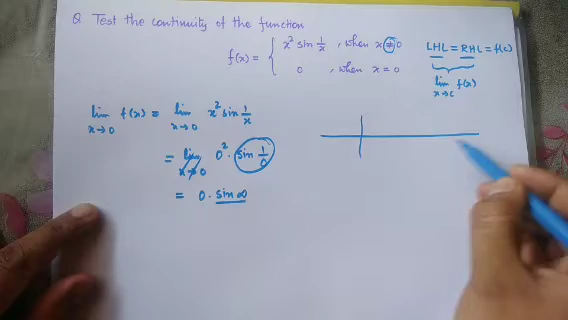 Q Test the continuity of the function
f(x) = { x² sin 1/x , when x ≠ 0
0 , when x = 0
LHL = RHL = f(c)
lim x→c f(x)
lim x→0 f(x) = lim x→0 x² sin 1/x
= lim x→0 0² · sin 1/0
= 0 · sin ∞